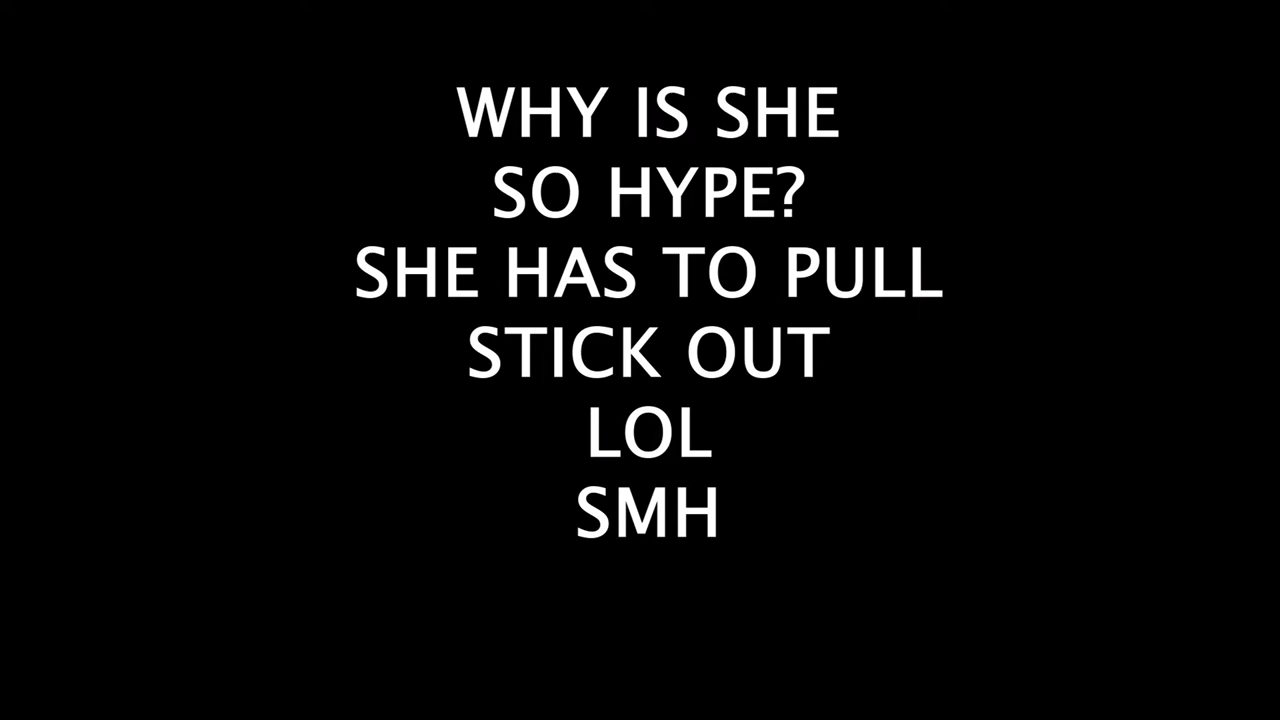 WHY IS SHE
SO HYPE?
SHE HAS TO PULL
STICK OUT
LOL
SMH